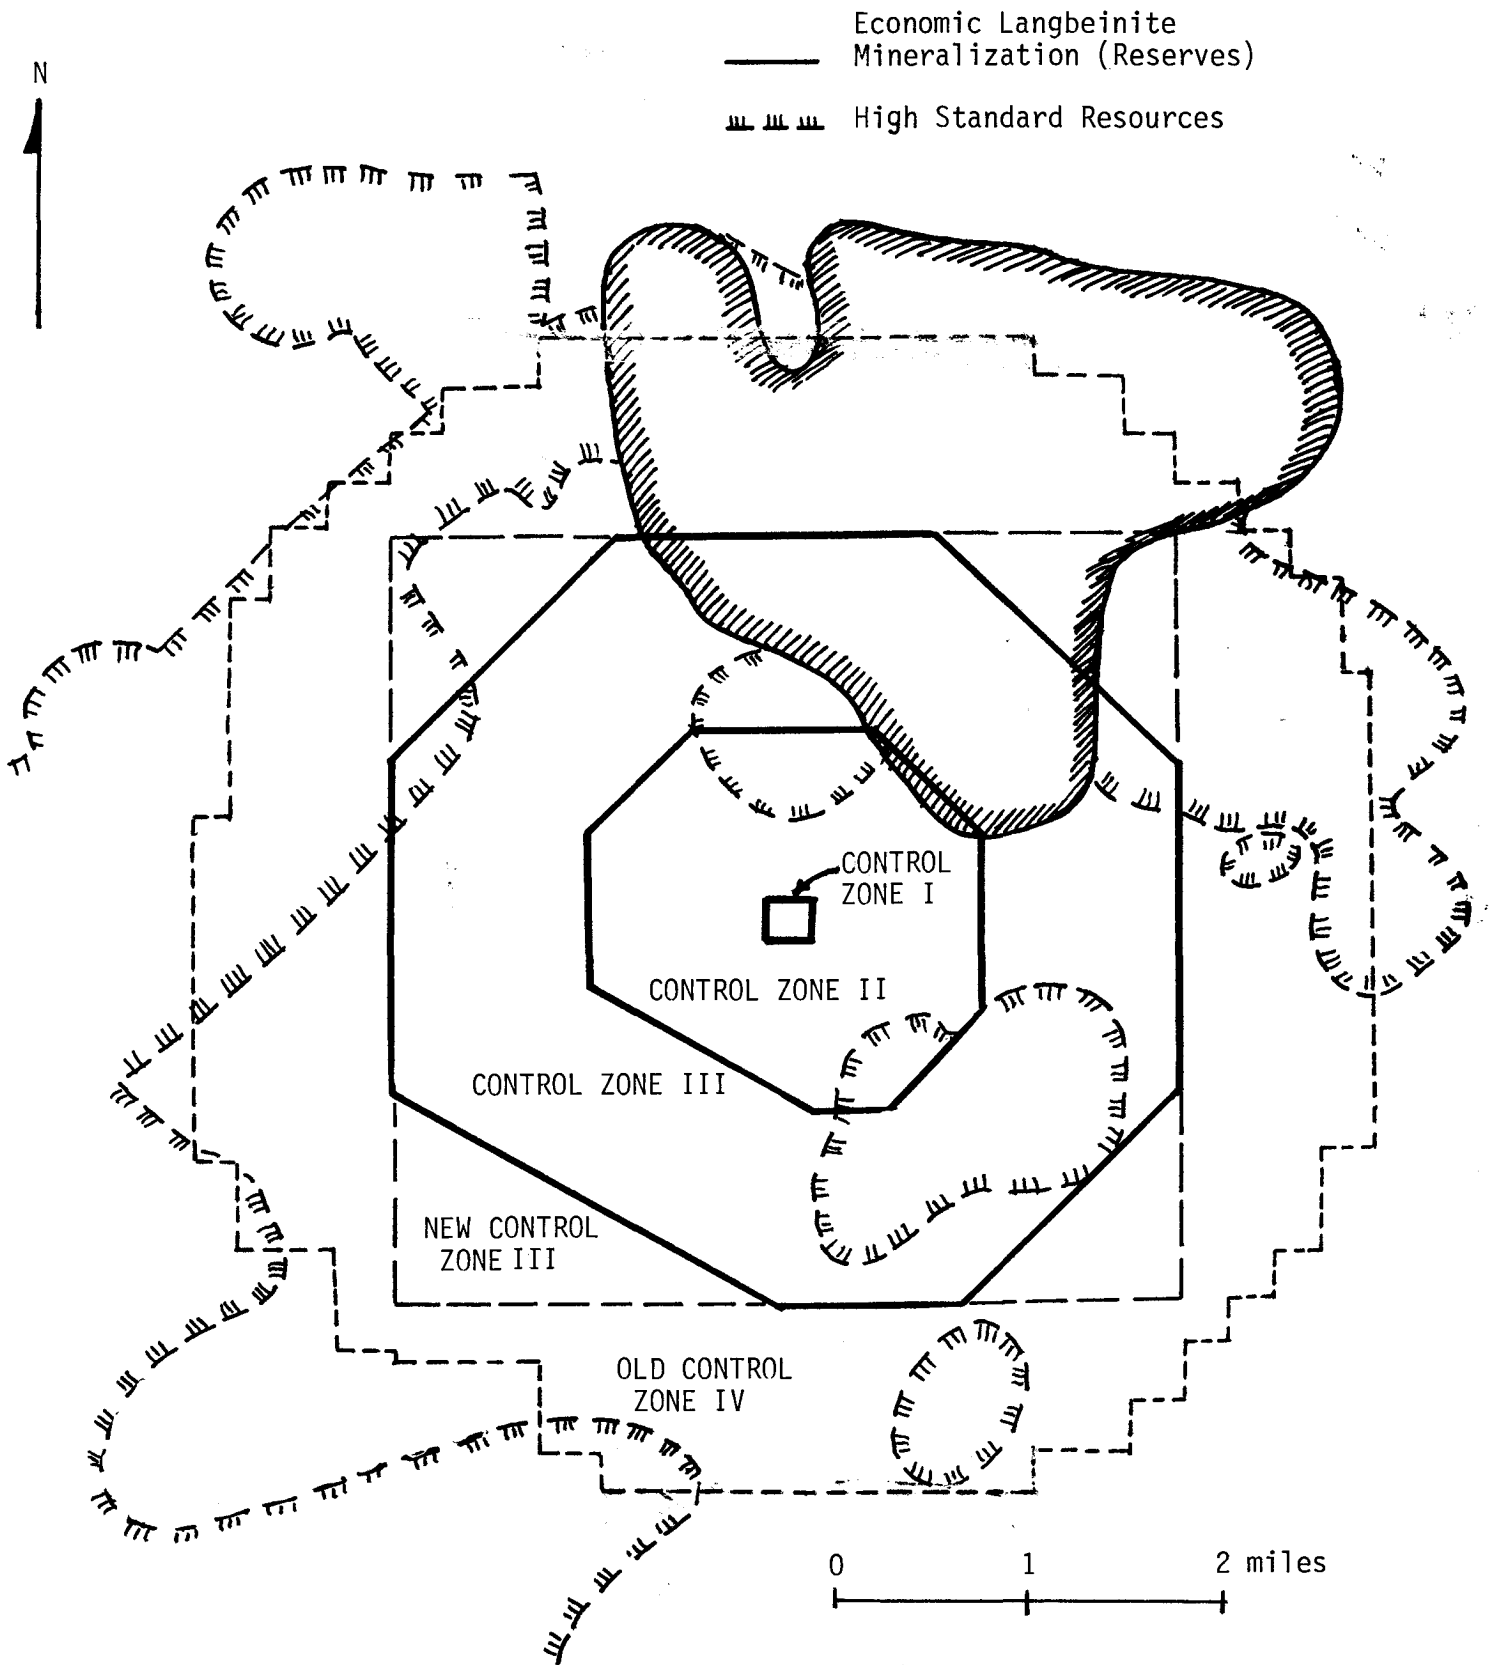 Economic Langbeinite
Mineralization (Reserves)
High Standard Resources
N
CONTROL
ZONE I
CONTROL ZONE II
CONTROL ZONE III
NEW CONTROL
ZONE III
OLD CONTROL
ZONE IV
0 1 2 miles